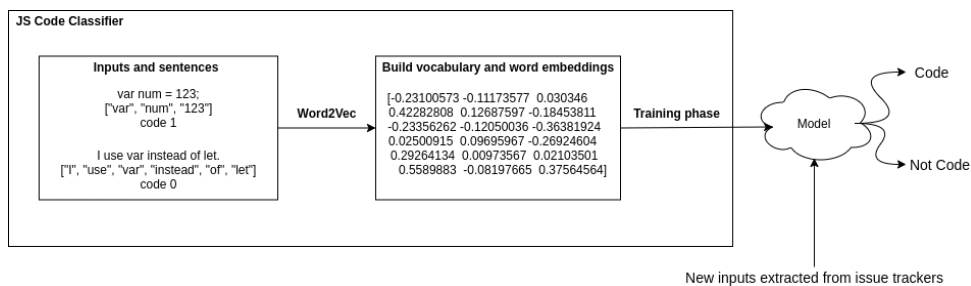 JS Code Classifier
Inputs and sentences
var num = 123;
["var", "num", "123"]
code 1
I use var instead of let.
["I", "use", "var", "instead", "of", "let"]
code 0
Word2Vec
Build vocabulary and word embeddings
[-0.23100573 -0.11173577 0.030346
0.42282808 0.12687597 -0.18453811
-0.23356262 -0.12050036 -0.36381924
0.02500915 0.09695967 -0.26924604
0.29264134 0.00973567 0.02103501
0.5589883 -0.08197665 0.37564564]
Training phase
Model
Code
Not Code
New inputs extracted from issue trackers